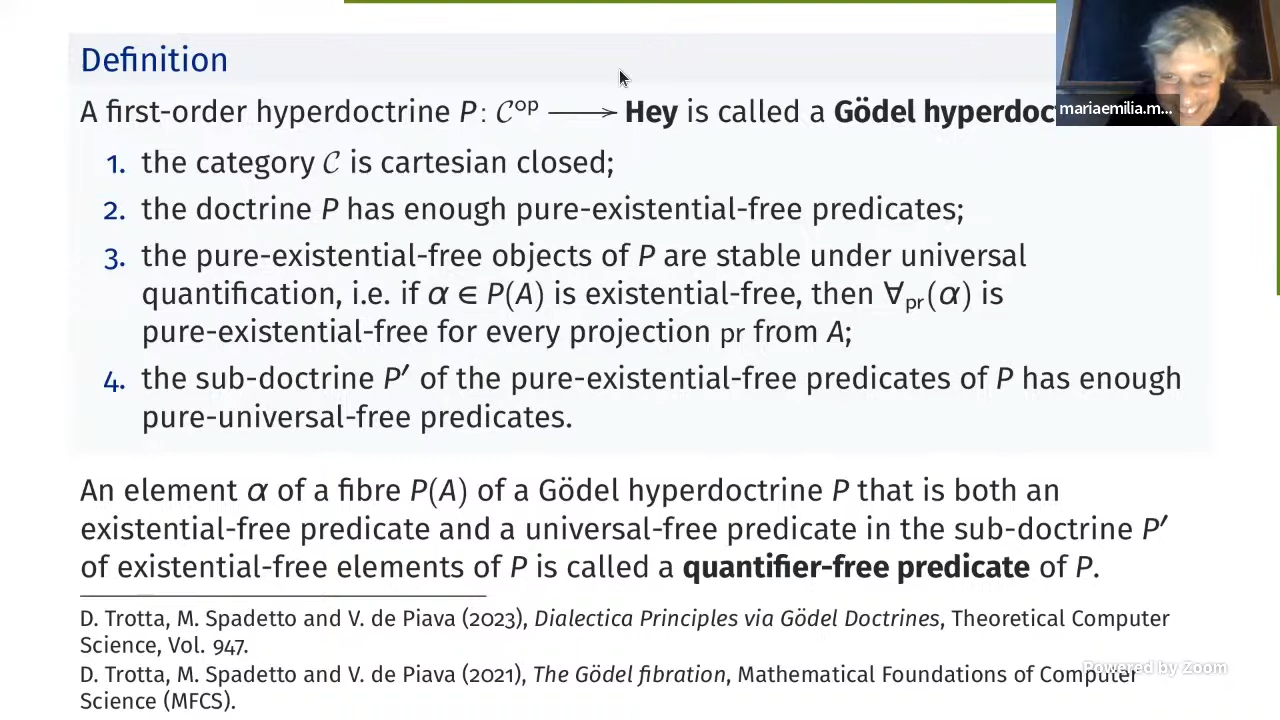 Definition
A first-order hyperdoctrine P: 𝒞ᵒᵖ ⟶ Hey is called a Gödel hyperdoc
mariaemilia.m...
1. the category 𝒞 is cartesian closed;
2. the doctrine P has enough pure-existential-free predicates;
3. the pure-existential-free objects of P are stable under universal
quantification, i.e. if α ∈ P(A) is existential-free, then ∀pr(α) is
pure-existential-free for every projection pr from A;
4. the sub-doctrine P′ of the pure-existential-free predicates of P has enough
pure-universal-free predicates.
An element α of a fibre P(A) of a Gödel hyperdoctrine P that is both an
existential-free predicate and a universal-free predicate in the sub-doctrine P′
of existential-free elements of P is called a quantifier-free predicate of P.
D. Trotta, M. Spadetto and V. de Piava (2023), Dialectica Principles via Gödel Doctrines, Theoretical Computer
Science, Vol. 947.
D. Trotta, M. Spadetto and V. de Piava (2021), The Gödel fibration, Mathematical Foundations of Computer
Science (MFCS).
Powered by Zoom